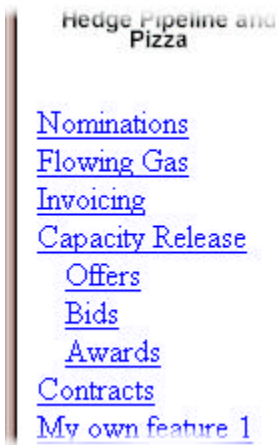 Hedge Pipeline and
Pizza
Nominations
Flowing Gas
Invoicing
Capacity Release
Offers
Bids
Awards
Contracts
My own feature 1